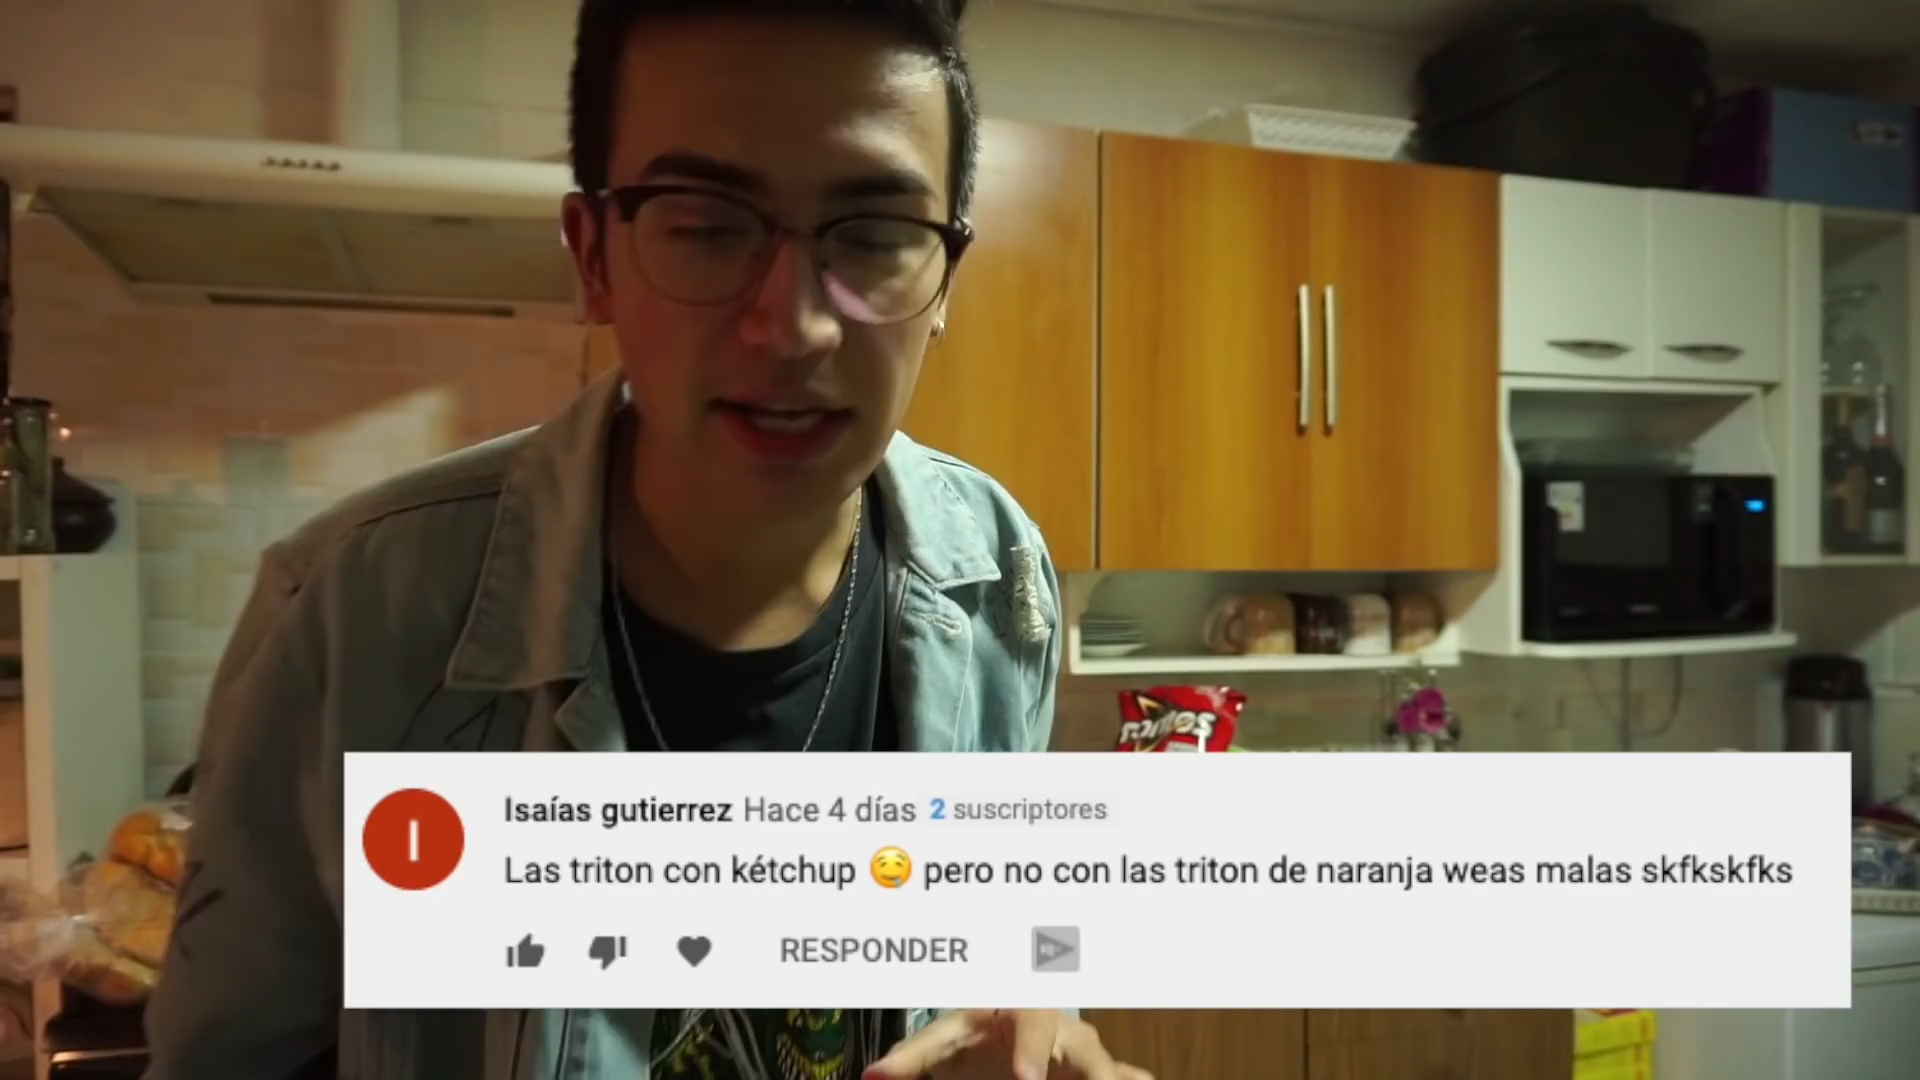 Isaías gutierrez Hace 4 días 2 suscriptores
Las triton con kétchup 🤤 pero no con las triton de naranja weas malas skfkskfks
RESPONDER